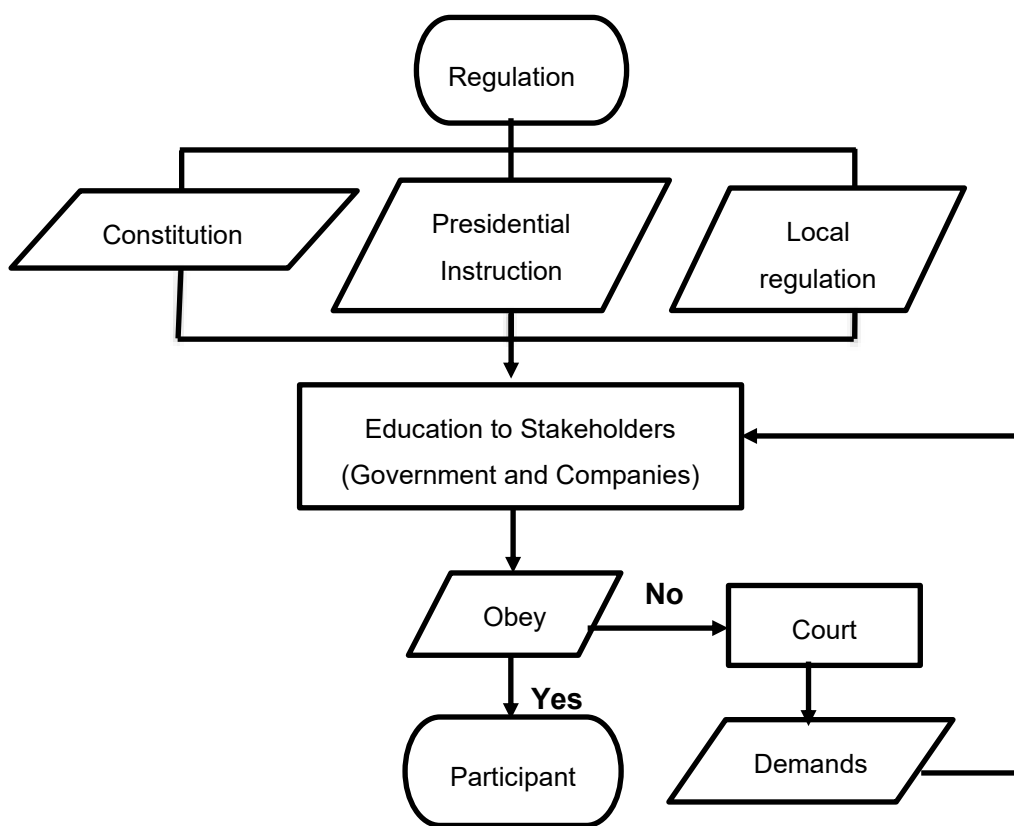 Regulation
Constitution
Presidential
Instruction
Local
regulation
Education to Stakeholders
(Government and Companies)
Obey
No
Court
Yes
Participant
Demands